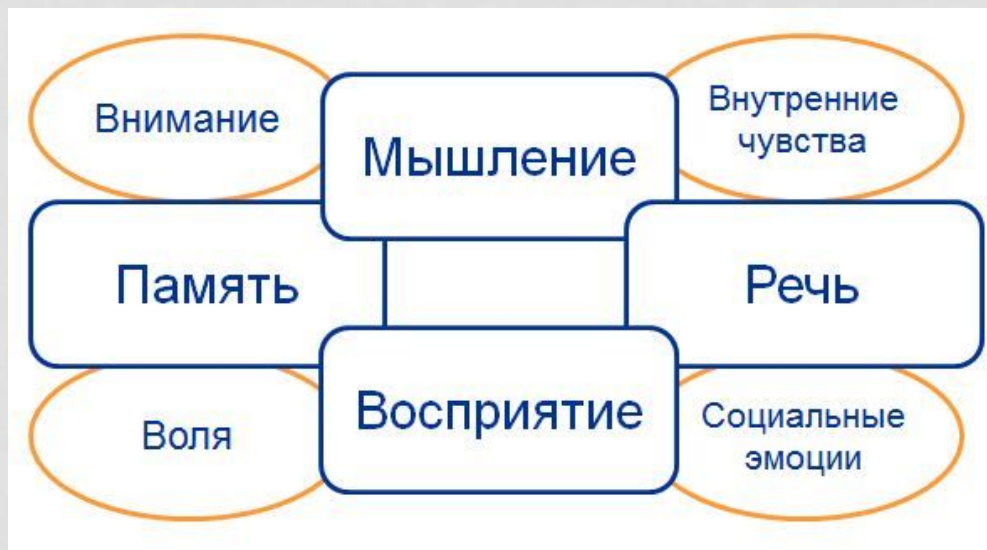 Внимание
Мышление
Внутренние
чувства
Память
Речь
Воля
Восприятие
Социальные
эмоции